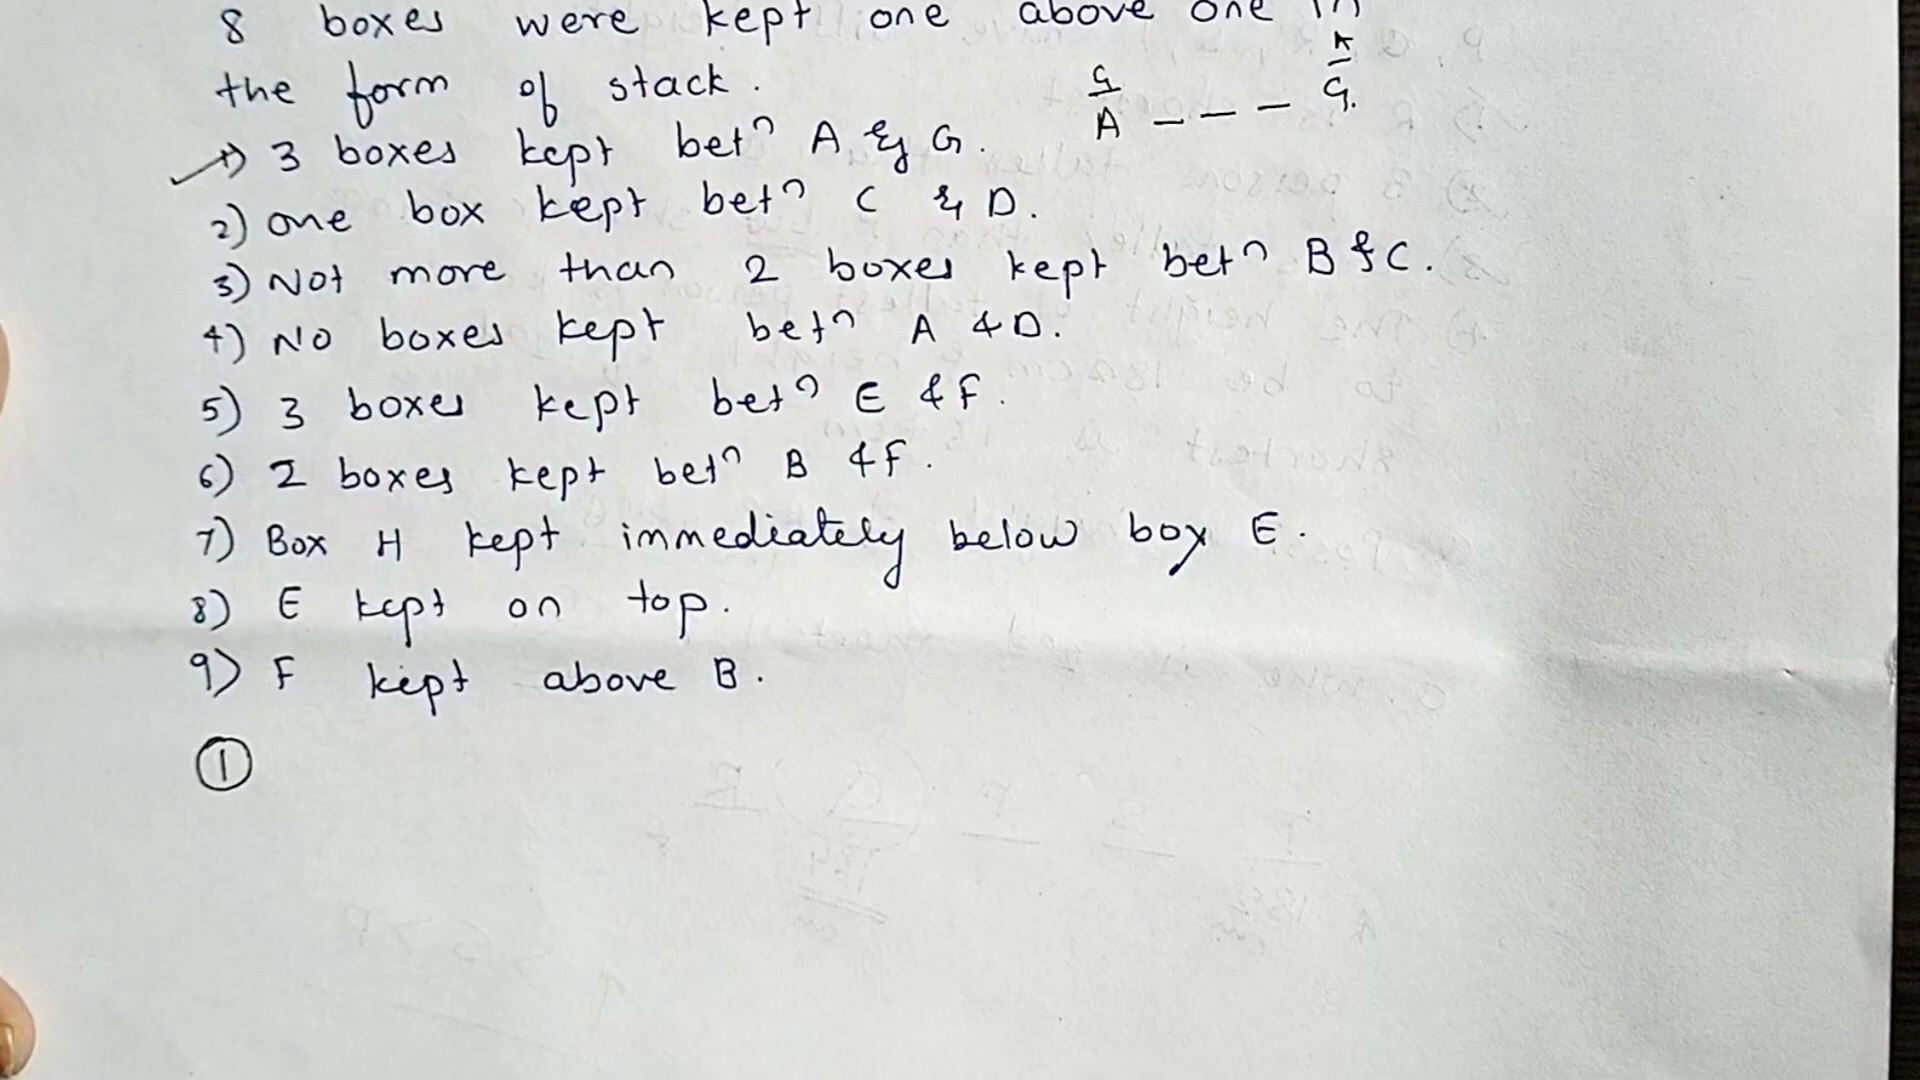 8 boxes were kept one above one in
the form of stack.
G A
A _ _ _ G.
1) 3 boxes kept betn A & G.
2) one box kept betn C & D.
3) Not more than 2 boxes kept betn B & C.
4) No boxes kept betn A & D.
5) 3 boxes kept betn E & F.
6) 2 boxes kept betn B & F.
7) Box H kept immediately below box E.
8) E kept on top.
9) F kept above B.
1